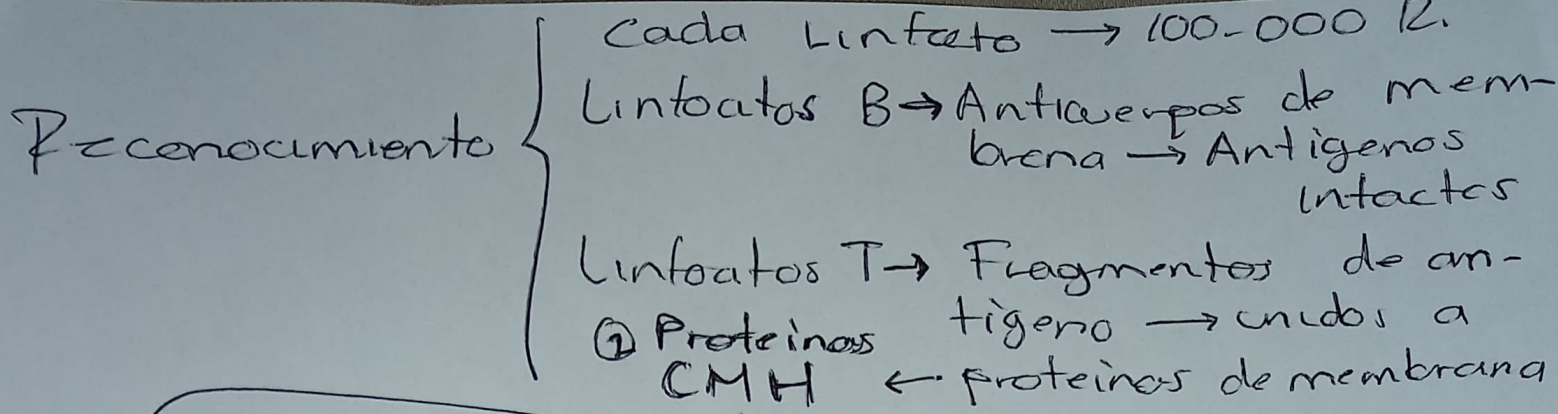 Reconocimiento
Cada Linfocito → 100.000 R.
Linfocitos B → Anticuerpos de mem-
brana → Antigenos
intactos
Linfocitos T → Fragmentos de an-
tigeno → unidos a
① Proteinas
CMH ← proteinas de membrana